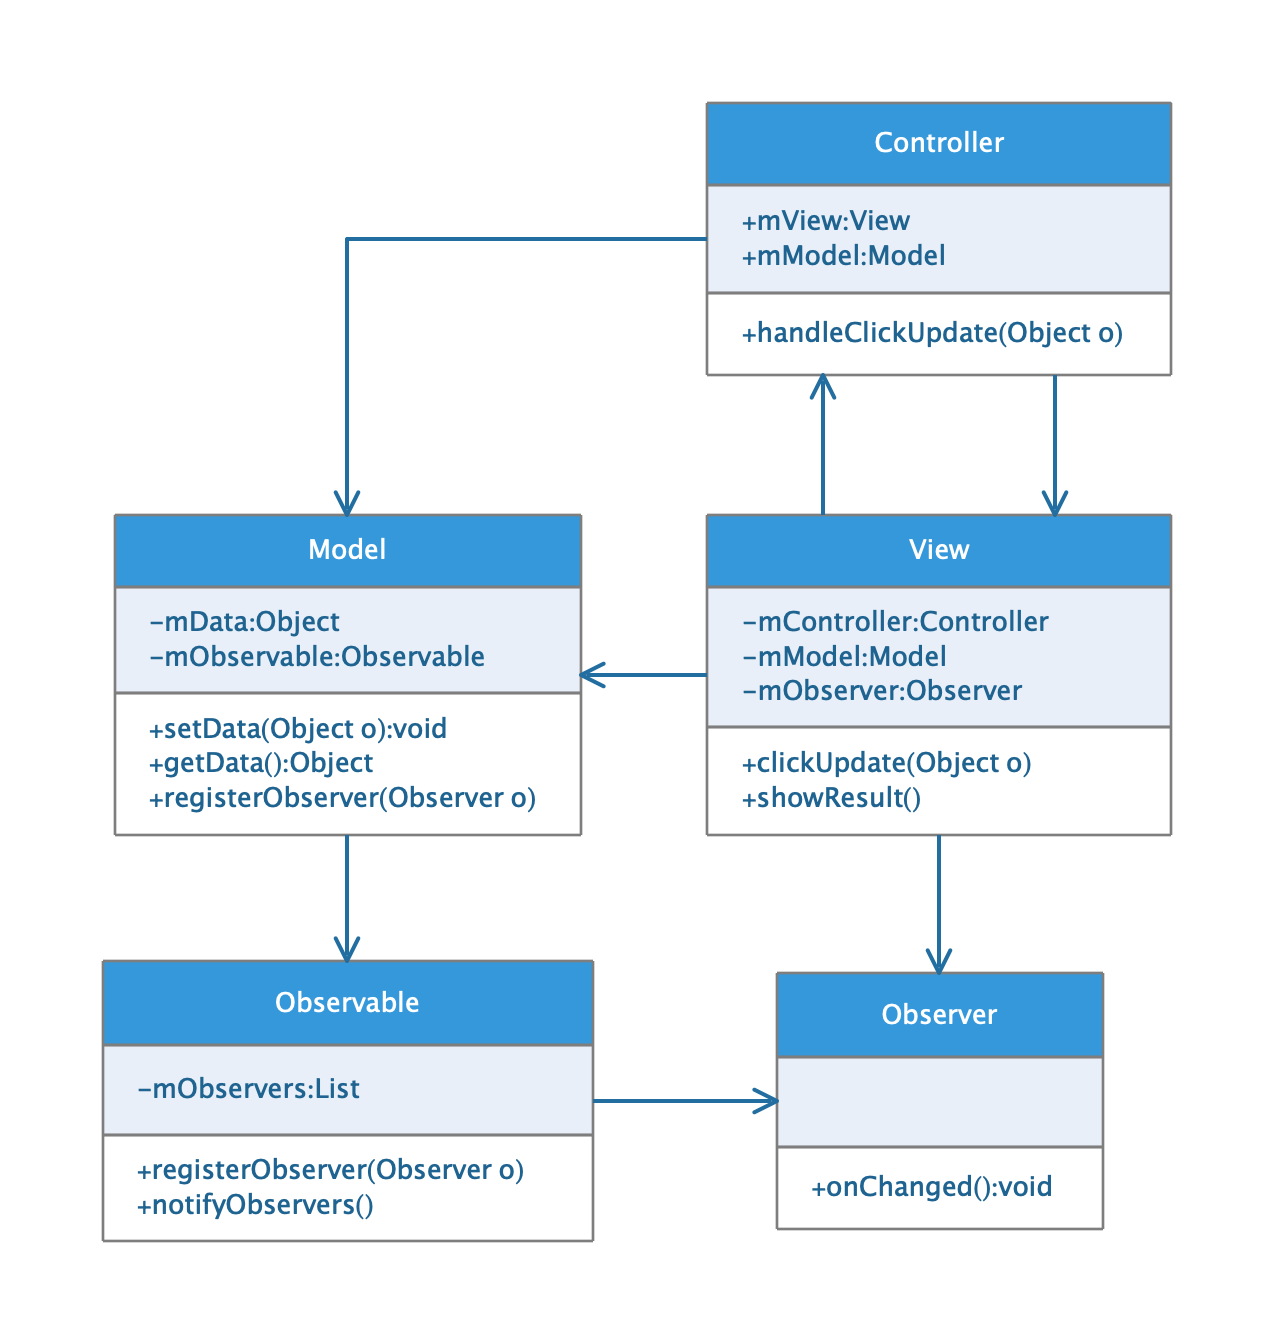 Controller
+mView:View
+mModel:Model
+handleClickUpdate(Object o)
Model
-mData:Object
-mObservable:Observable
+setData(Object o):void
+getData():Object
+registerObserver(Observer o)
View
-mController:Controller
-mModel:Model
-mObserver:Observer
+clickUpdate(Object o)
+showResult()
Observable
-mObservers:List
+registerObserver(Observer o)
+notifyObservers()
Observer
+onChanged():void